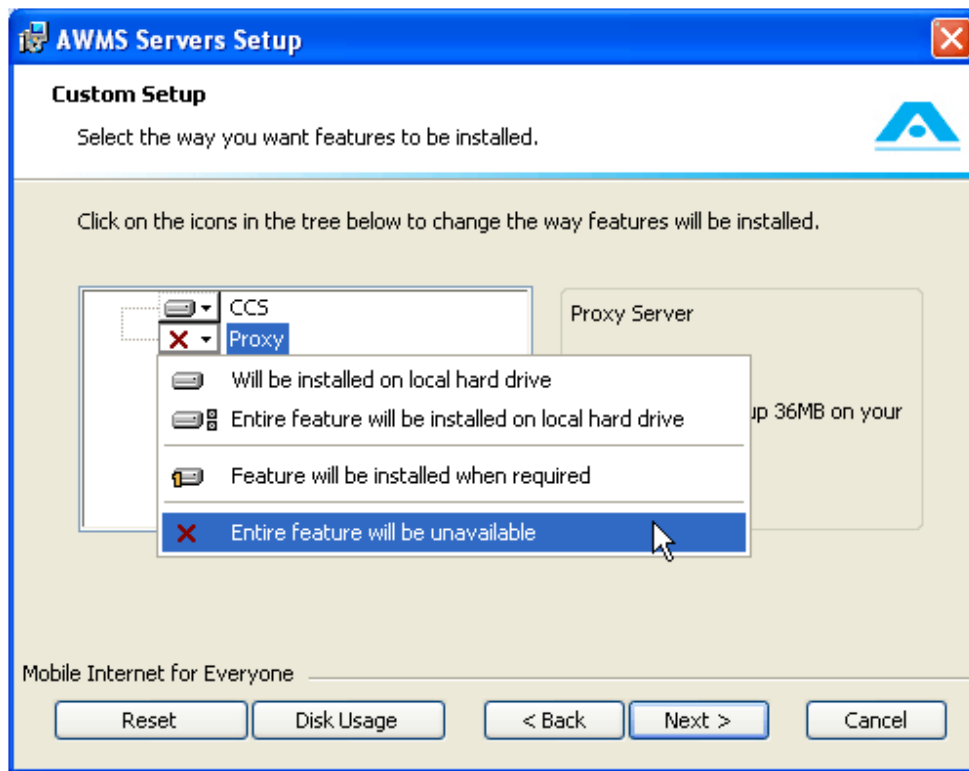 AWMS Servers Setup
Custom Setup
Select the way you want features to be installed.
Click on the icons in the tree below to change the way features will be installed.
CCS
Proxy
Proxy Server
Will be installed on local hard drive
Entire feature will be installed on local hard drive
up 36MB on your
Feature will be installed when required
Entire feature will be unavailable
Mobile Internet for Everyone
Reset
Disk Usage
< Back
Next >
Cancel